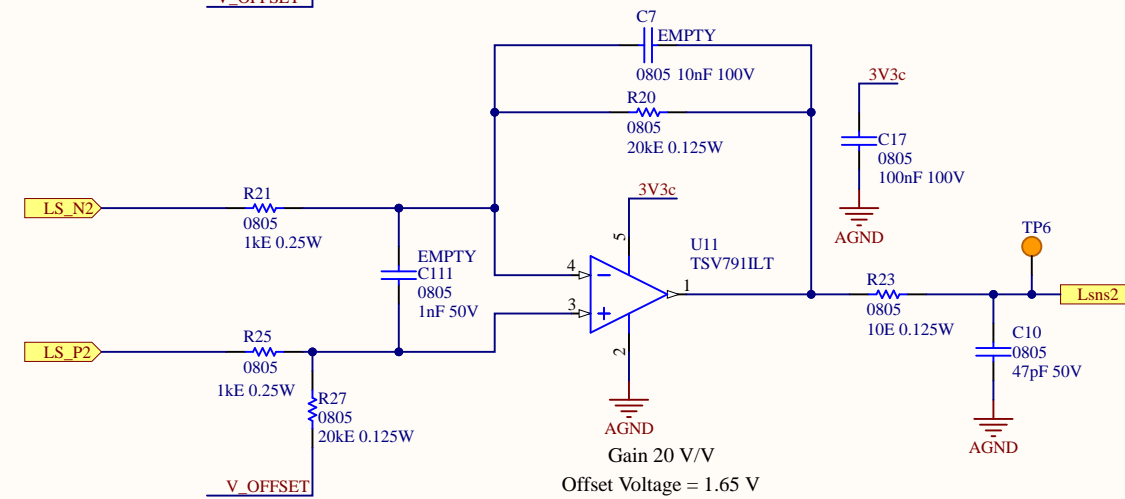 V_OFFSET
C7
EMPTY
0805 10nF 100V
3V3c
R20
0805
20kE 0.125W
C17
0805
100nF 100V
AGND
LS_N2
R21
0805
1kE 0.25W
3V3c
EMPTY
C111
0805
1nF 50V
5
4
3
1
2
U11
TSV791ILT
TP6
R23
0805
10E 0.125W
Lsns2
LS_P2
R25
0805
1kE 0.25W
C10
0805
47pF 50V
R27
0805
20kE 0.125W
AGND
AGND
Gain 20 V/V
Offset Voltage = 1.65 V
V_OFFSET